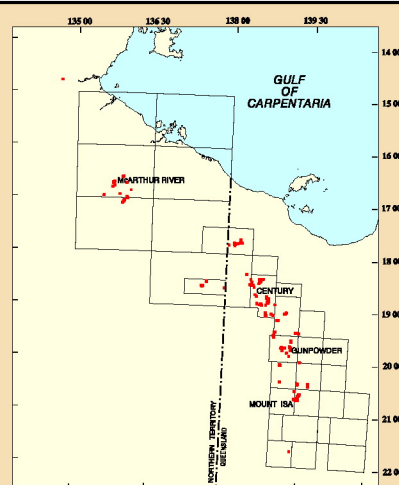 135 00 136 30 138 00 139 30
14 00
GULF
OF
CARPENTARIA
15 00
16 00
McARTHUR RIVER
17 00
18 00
CENTURY
19 00
GUNPOWDER
20 00
MOUNT ISA
21 00
NORTHERN TERRITORY
QUEENSLAND
22 00